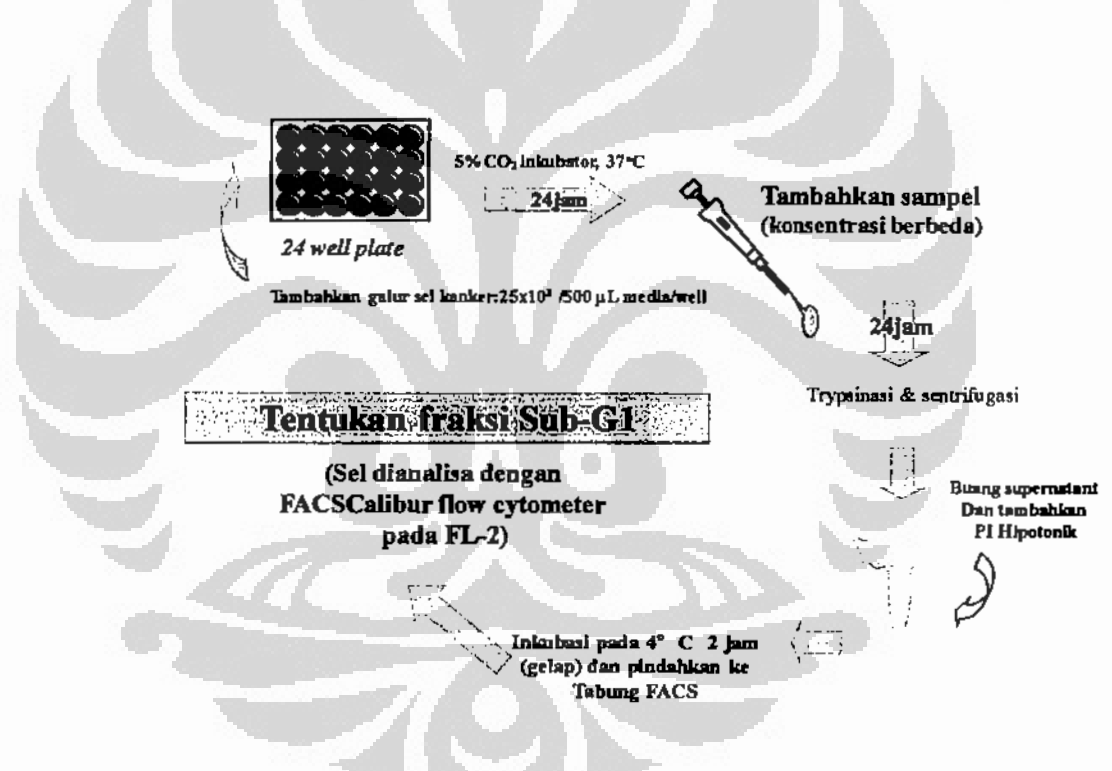 5% CO₂ inkubator, 37°C
24jam
24 well plate
Tambahkan galur sel kanker:25x10³ /500 µL media/well
Tambahkan sampel
(konsentrasi berbeda)
24jam
Trypsinasi & sentrifugasi
Buang supernatant
Dan tambahkan
PI Hipotonik
Inkubasi pada 4° C 2 jam
(gelap) dan pindahkan ke
Tabung FACS
Tentukan fraksi Sub-G1
(Sel dianalisa dengan
FACSCalibur flow cytometer
pada FL-2)